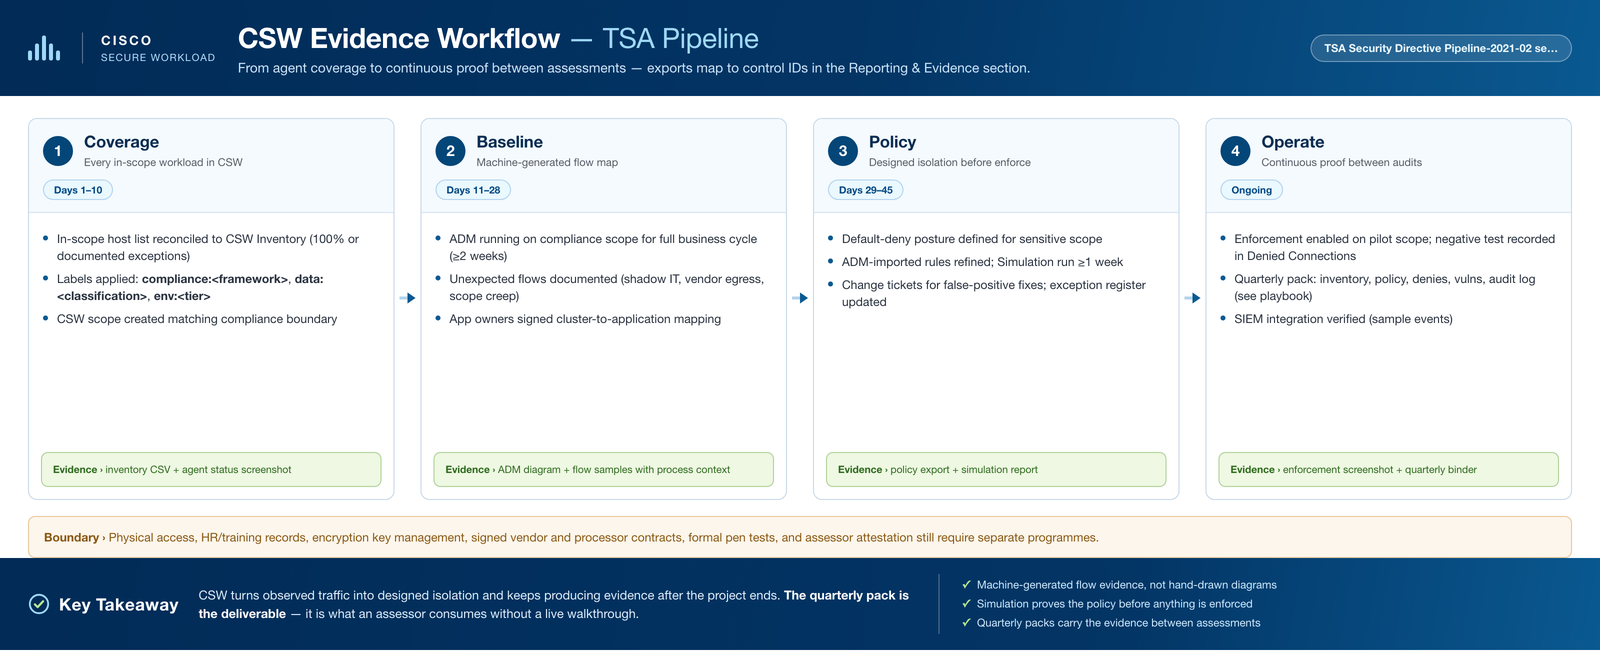 CISCO
SECURE WORKLOAD
CSW Evidence Workflow — TSA Pipeline
From agent coverage to continuous proof between assessments — exports map to control IDs in the Reporting & Evidence section.
TSA Security Directive Pipeline-2021-02 se...
1
Coverage
Every in-scope workload in CSW
Days 1–10
• In-scope host list reconciled to CSW Inventory (100% or
documented exceptions)
• Labels applied: compliance:<framework>, data:
<classification>, env:<tier>
• CSW scope created matching compliance boundary
Evidence › inventory CSV + agent status screenshot
2
Baseline
Machine-generated flow map
Days 11–28
• ADM running on compliance scope for full business cycle
(≥2 weeks)
• Unexpected flows documented (shadow IT, vendor egress,
scope creep)
• App owners signed cluster-to-application mapping
Evidence › ADM diagram + flow samples with process context
3
Policy
Designed isolation before enforce
Days 29–45
• Default-deny posture defined for sensitive scope
• ADM-imported rules refined; Simulation run ≥1 week
• Change tickets for false-positive fixes; exception register
updated
Evidence › policy export + simulation report
4
Operate
Continuous proof between audits
Ongoing
• Enforcement enabled on pilot scope; negative test recorded
in Denied Connections
• Quarterly pack: inventory, policy, denies, vulns, audit log
(see playbook)
• SIEM integration verified (sample events)
Evidence › enforcement screenshot + quarterly binder
Boundary › Physical access, HR/training records, encryption key management, signed vendor and processor contracts, formal pen tests, and assessor attestation still require separate programmes.
Key Takeaway
CSW turns observed traffic into designed isolation and keeps producing evidence after the project ends. The quarterly pack is
the deliverable — it is what an assessor consumes without a live walkthrough.
✓ Machine-generated flow evidence, not hand-drawn diagrams
✓ Simulation proves the policy before anything is enforced
✓ Quarterly packs carry the evidence between assessments